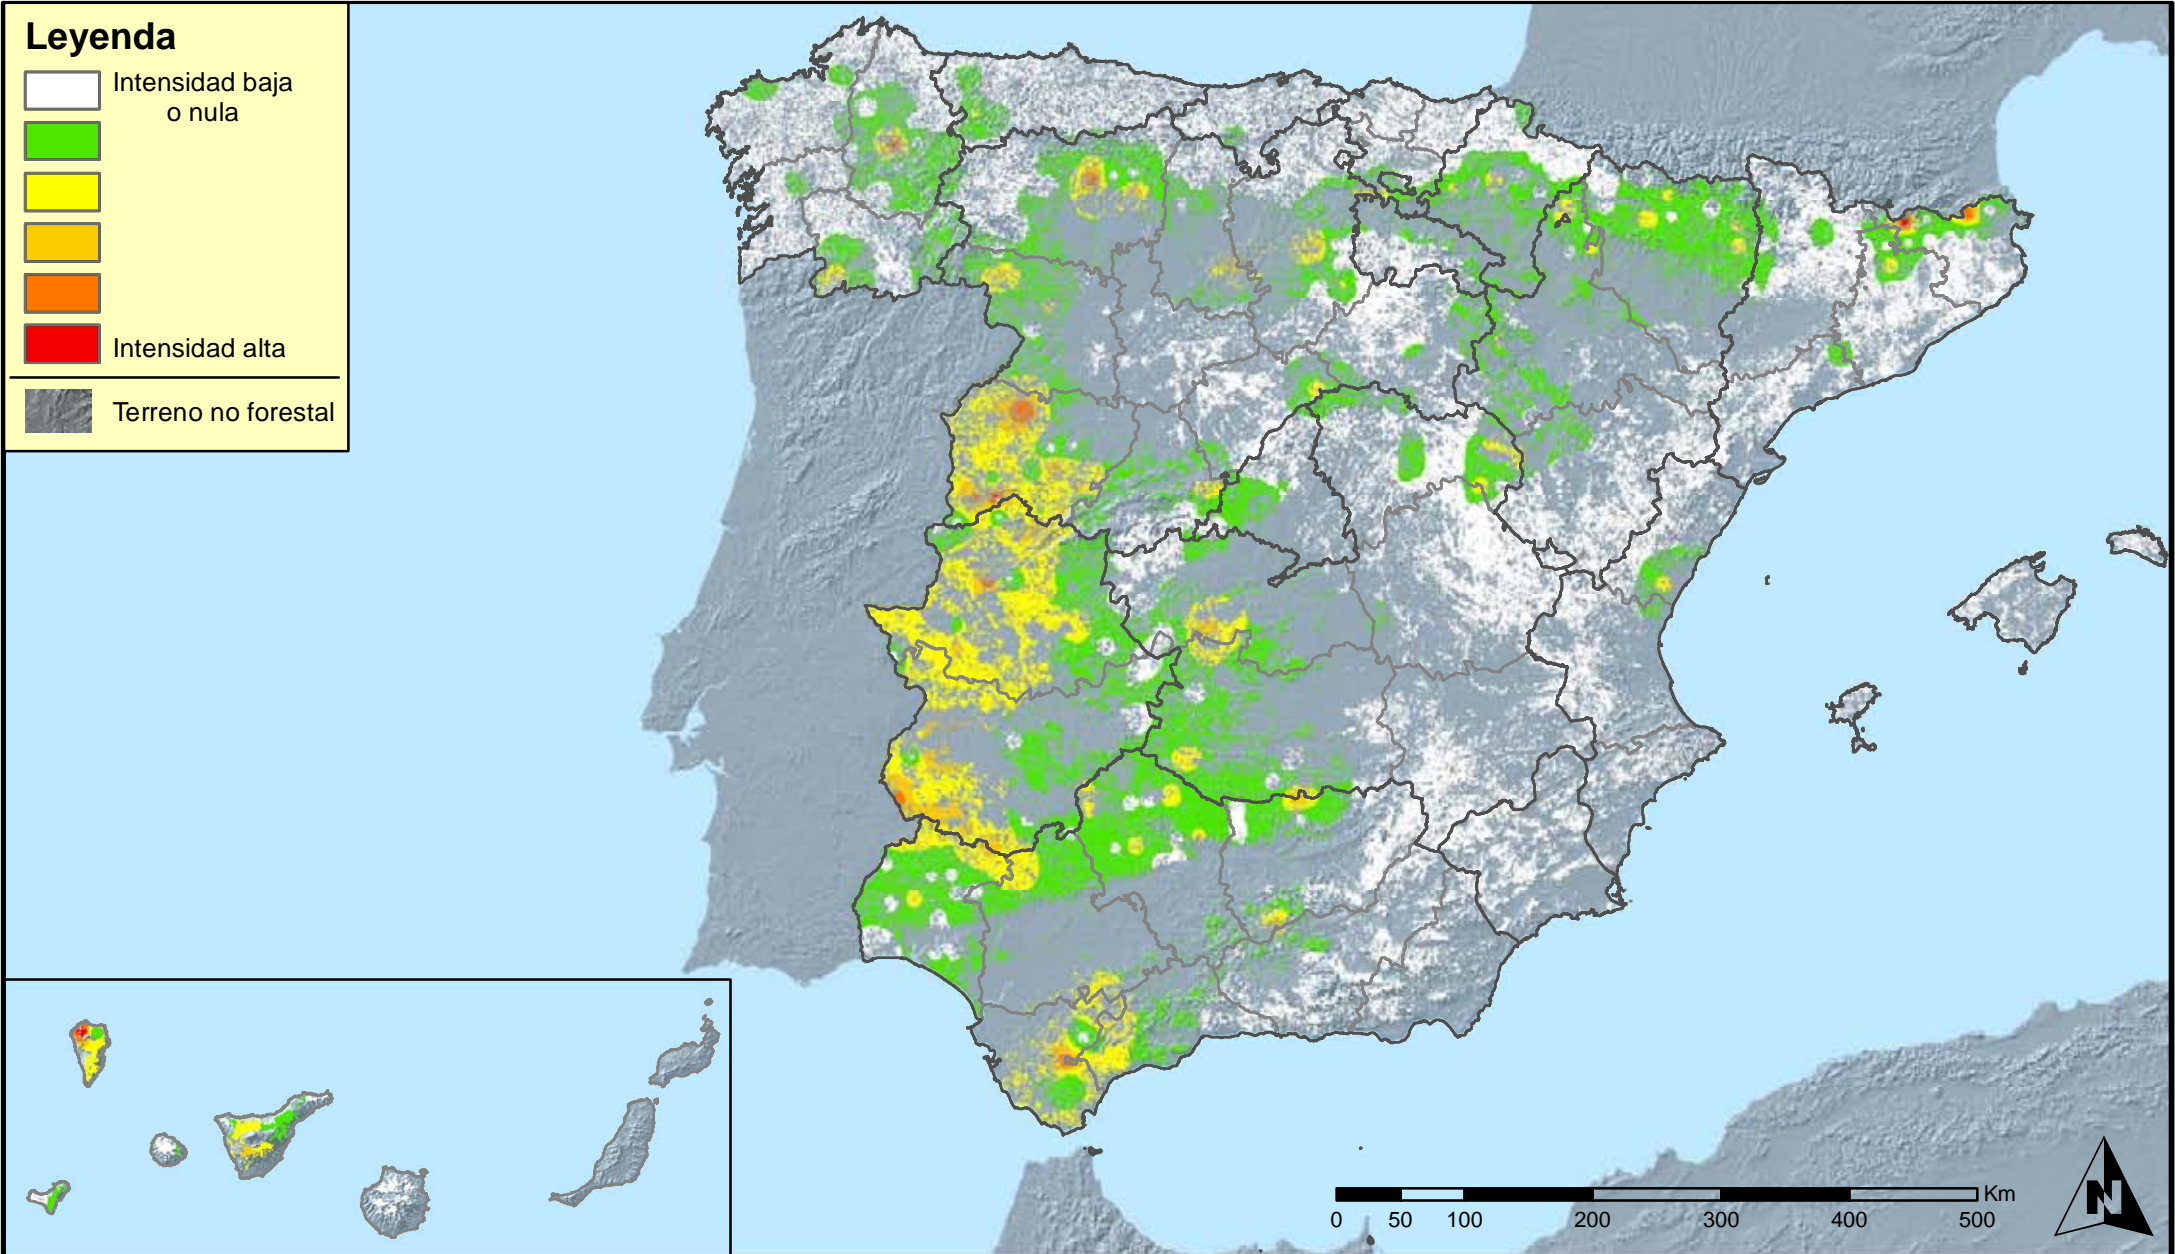 Leyenda
Intensidad baja
o nula
Intensidad alta
Terreno no forestal
Km
0 50 100 200 300 400 500
N